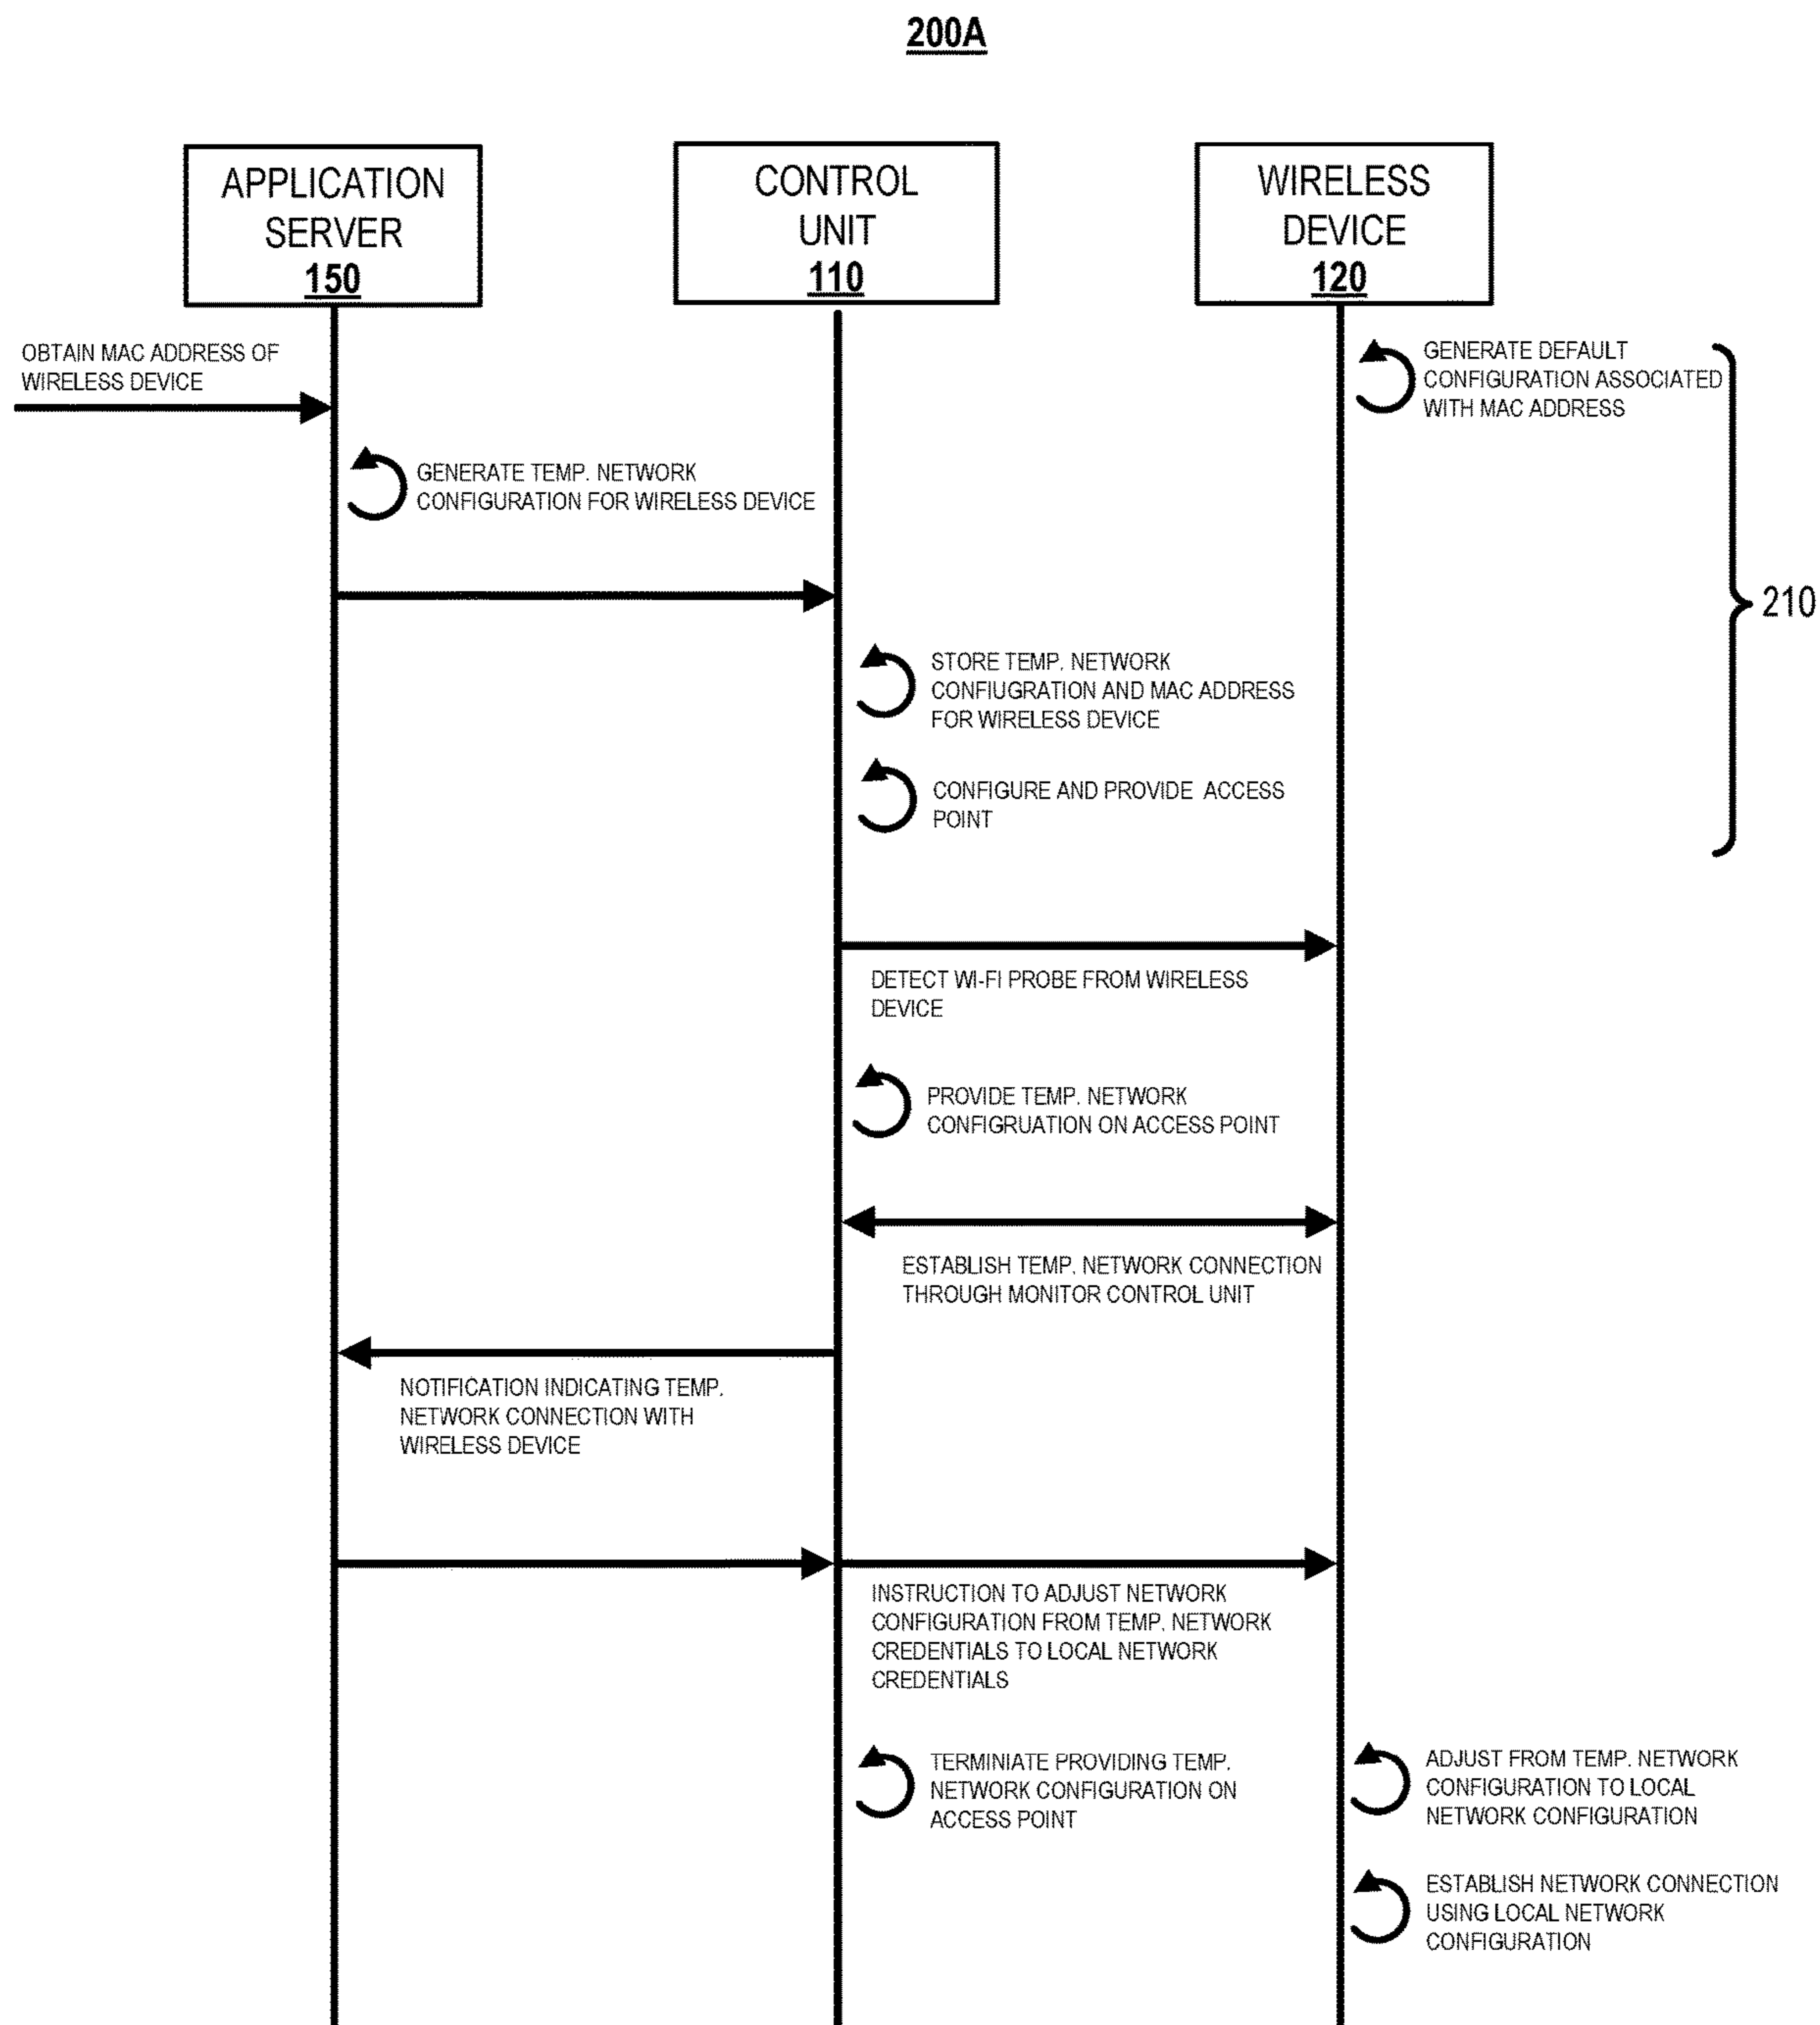 200A
APPLICATION
SERVER
150
CONTROL
UNIT
110
WIRELESS
DEVICE
120
OBTAIN MAC ADDRESS OF
WIRELESS DEVICE
GENERATE DEFAULT
CONFIGURATION ASSOCIATED
WITH MAC ADDRESS
GENERATE TEMP. NETWORK
CONFIGURATION FOR WIRELESS DEVICE
210
STORE TEMP. NETWORK
CONFIUGRATION AND MAC ADDRESS
FOR WIRELESS DEVICE
CONFIGURE AND PROVIDE ACCESS
POINT
DETECT WI-FI PROBE FROM WIRELESS
DEVICE
PROVIDE TEMP. NETWORK
CONFIGRUATION ON ACCESS POINT
ESTABLISH TEMP. NETWORK CONNECTION
THROUGH MONITOR CONTROL UNIT
NOTIFICATION INDICATING TEMP.
NETWORK CONNECTION WITH
WIRELESS DEVICE
INSTRUCTION TO ADJUST NETWORK
CONFIGURATION FROM TEMP. NETWORK
CREDENTIALS TO LOCAL NETWORK
CREDENTIALS
TERMINIATE PROVIDING TEMP.
NETWORK CONFIGURATION ON
ACCESS POINT
ADJUST FROM TEMP. NETWORK
CONFIGURATION TO LOCAL
NETWORK CONFIGURATION
ESTABLISH NETWORK CONNECTION
USING LOCAL NETWORK
CONFIGURATION